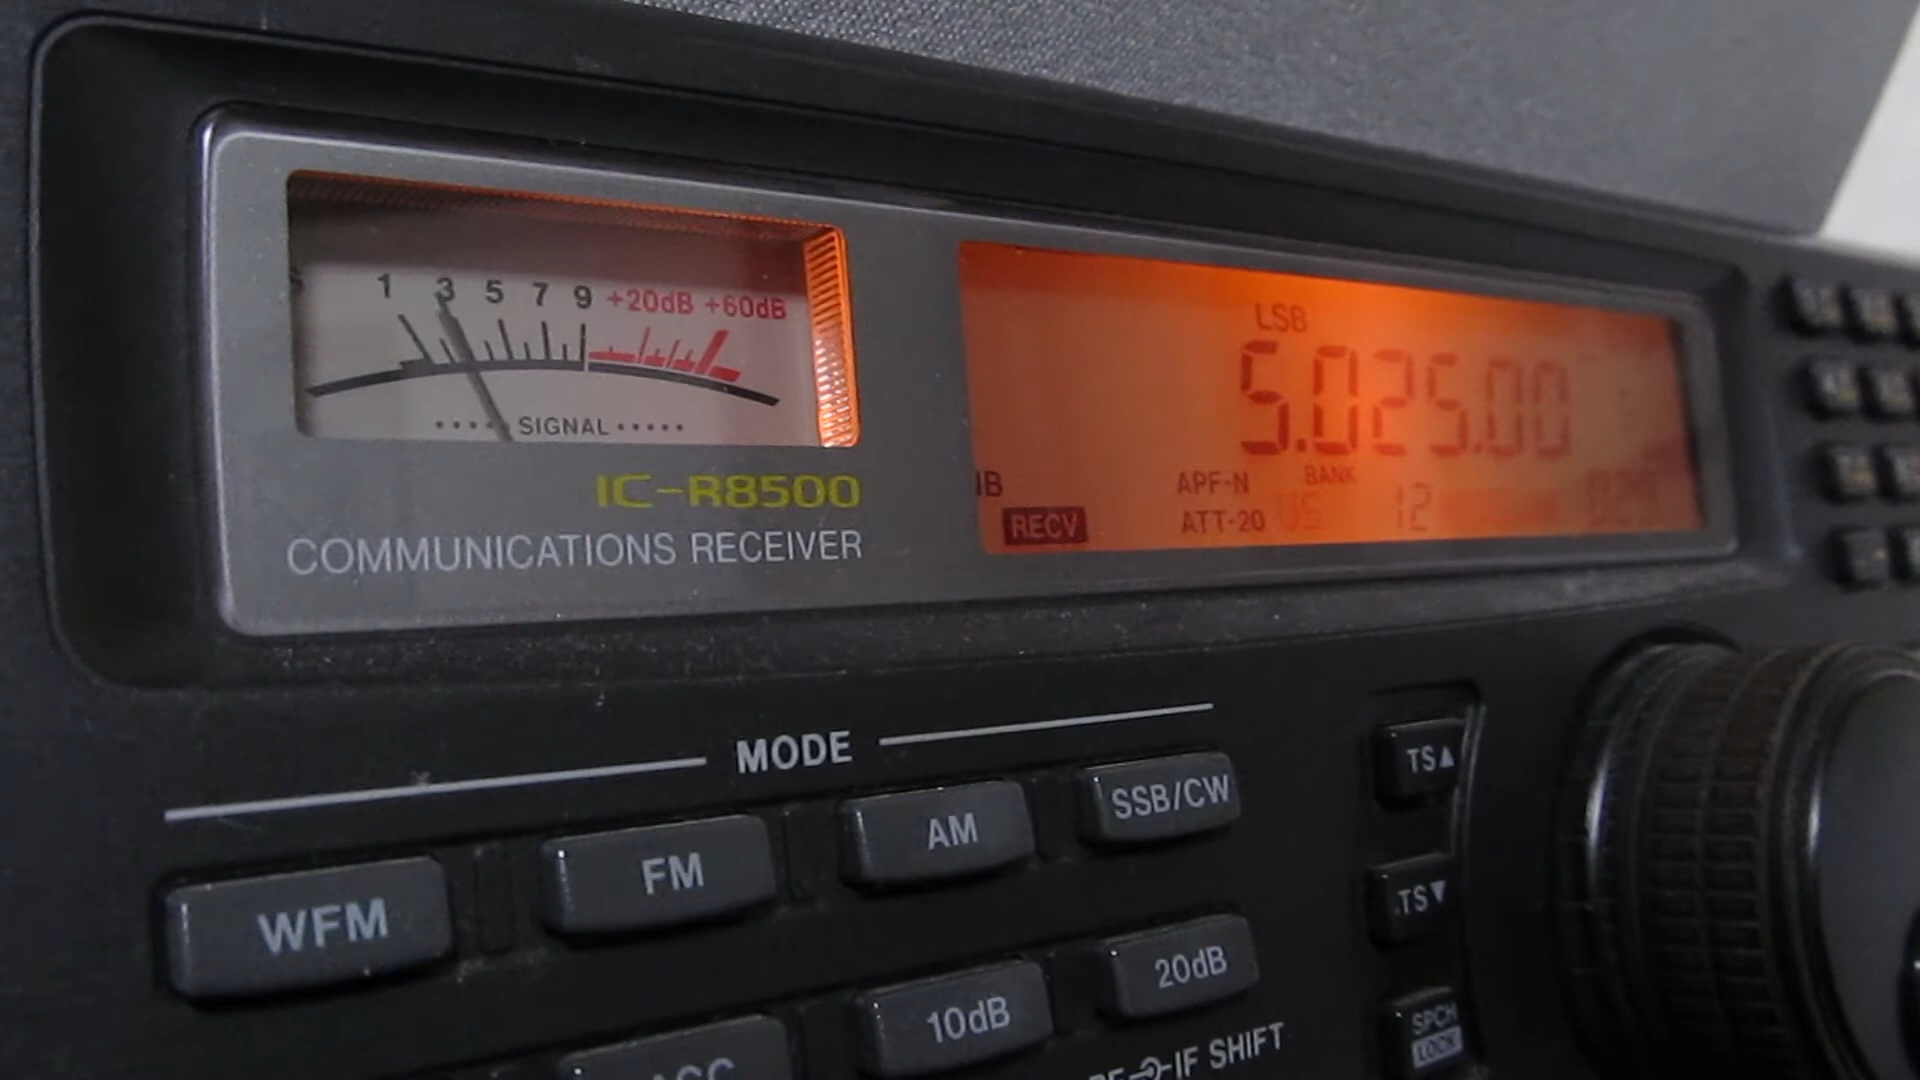 1 3 5 7 9 +20dB +60dB
SIGNAL
IC-R8500
COMMUNICATIONS RECEIVER
LSB
5.025.00
APF-N BANK
RECV ATT-20 US 12
MODE
WFM FM AM SSB/CW
TS▲
TS▼
10dB 20dB
SPCH
LOCK
IF SHIFT